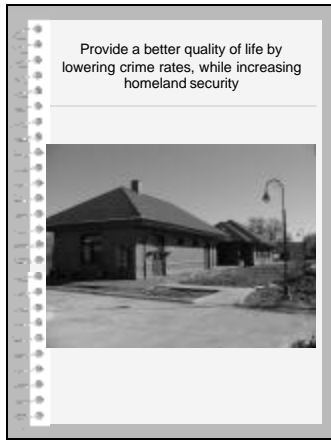 Provide a better quality of life by
lowering crime rates, while increasing
homeland security